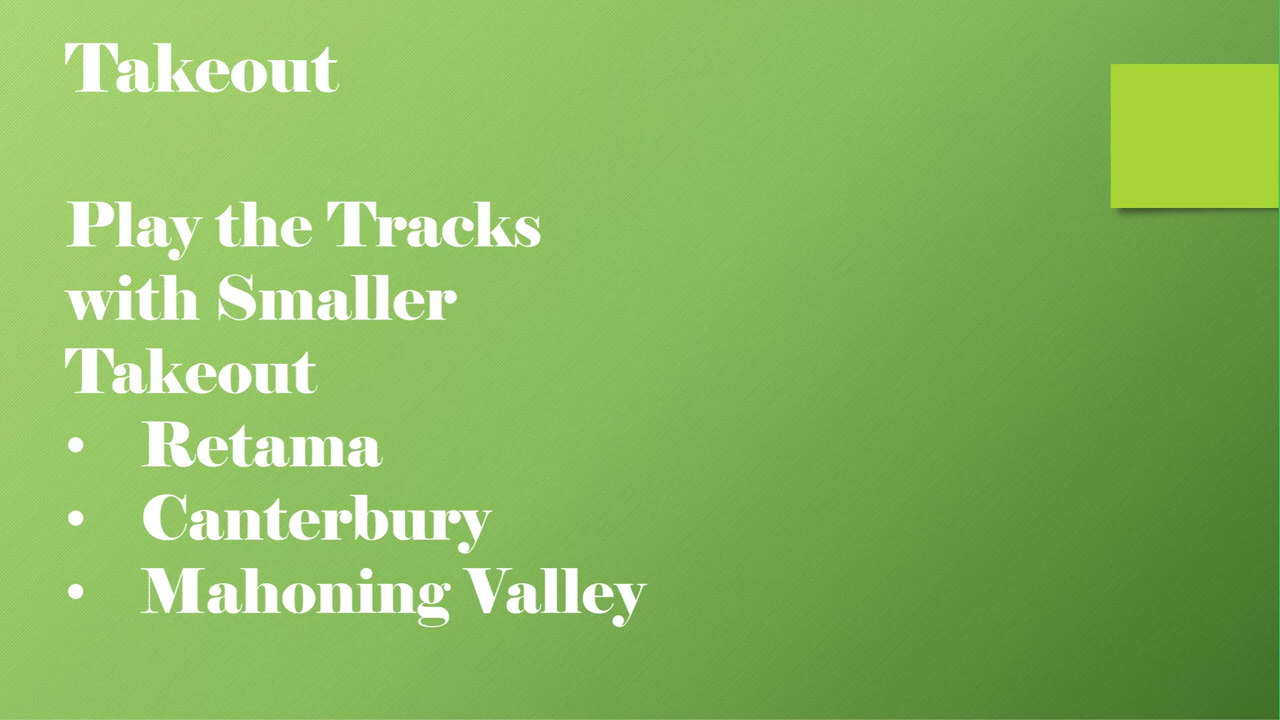 Takeout
Play the Tracks
with Smaller
Takeout
• Retama
• Canterbury
• Mahoning Valley